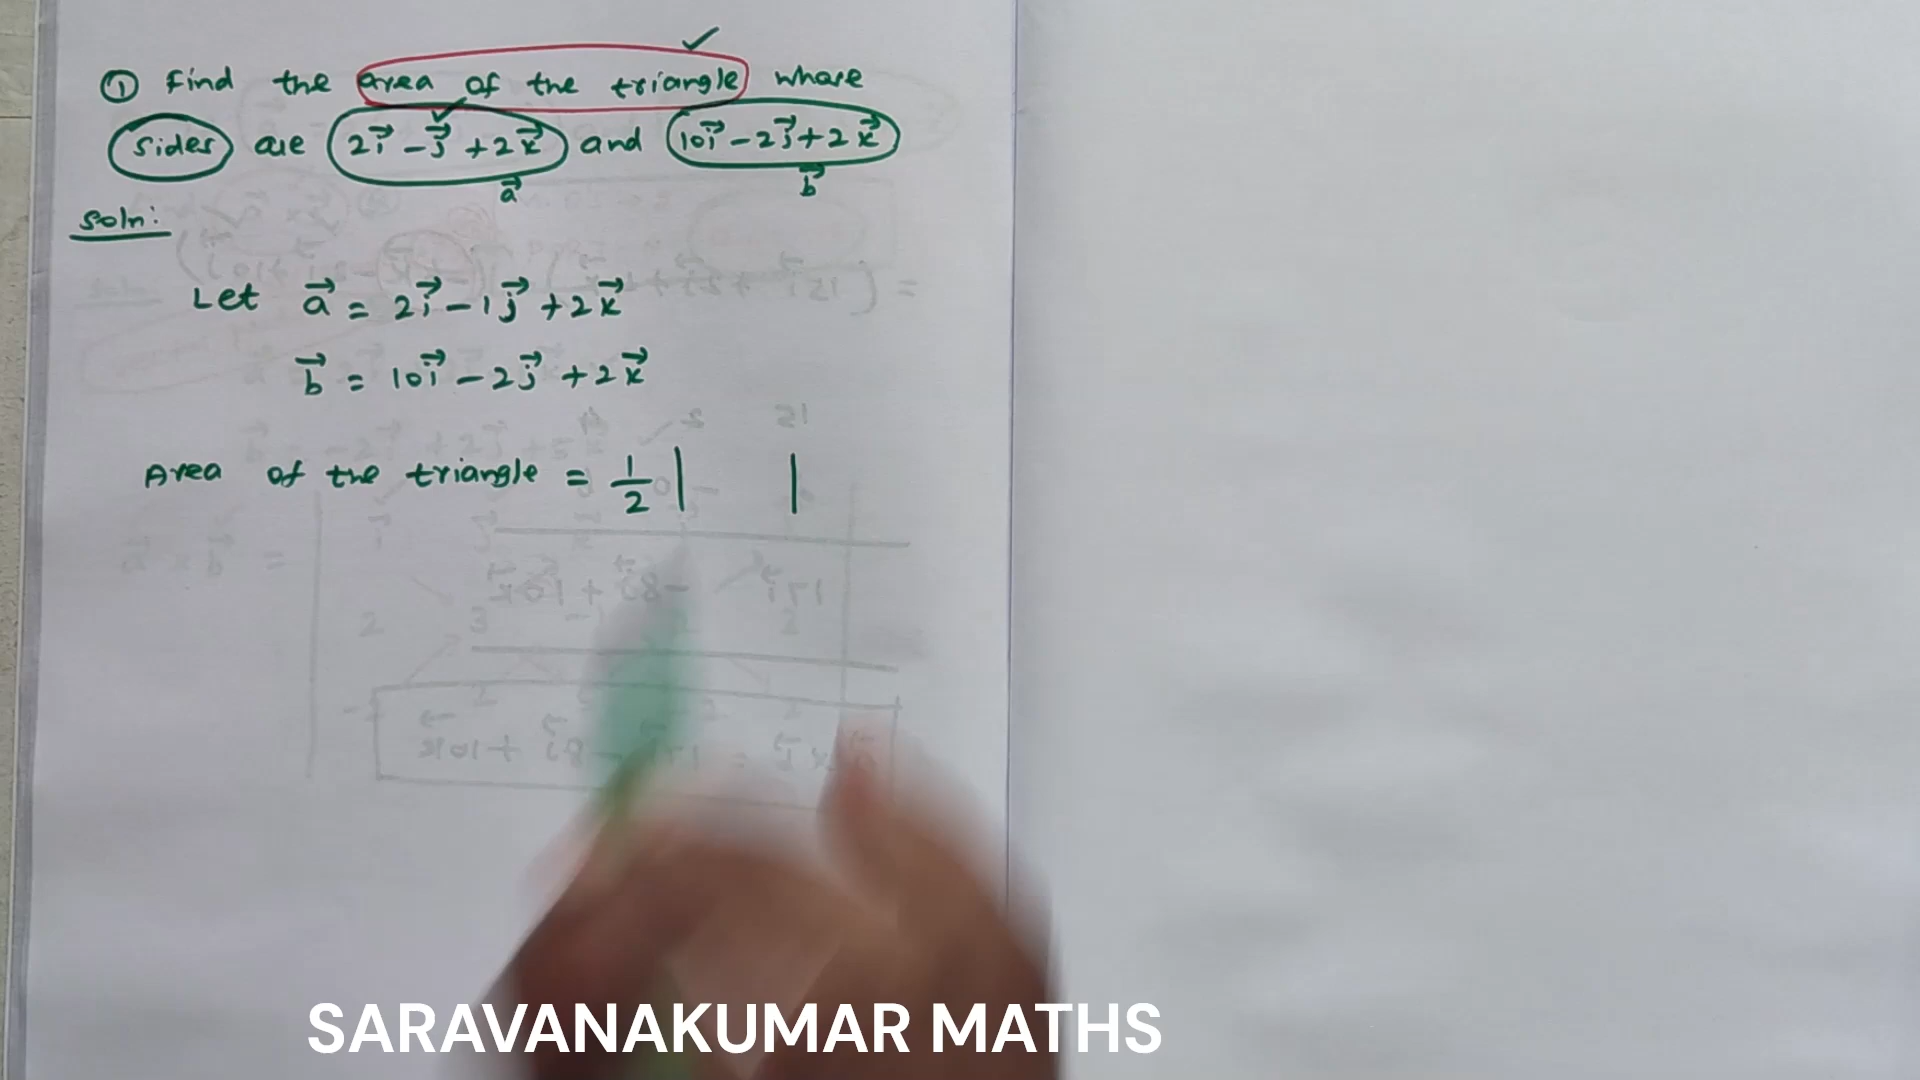 ① Find the area of the triangle whose
sides are 2i⃗ - j⃗ + 2k⃗ and 10i⃗ - 2j⃗ + 2k⃗
a⃗ b⃗
Soln:
Let a⃗ = 2i⃗ - 1j⃗ + 2k⃗
b⃗ = 10i⃗ - 2j⃗ + 2k⃗
Area of the triangle = 1/2 | |
SARAVANAKUMAR MATHS